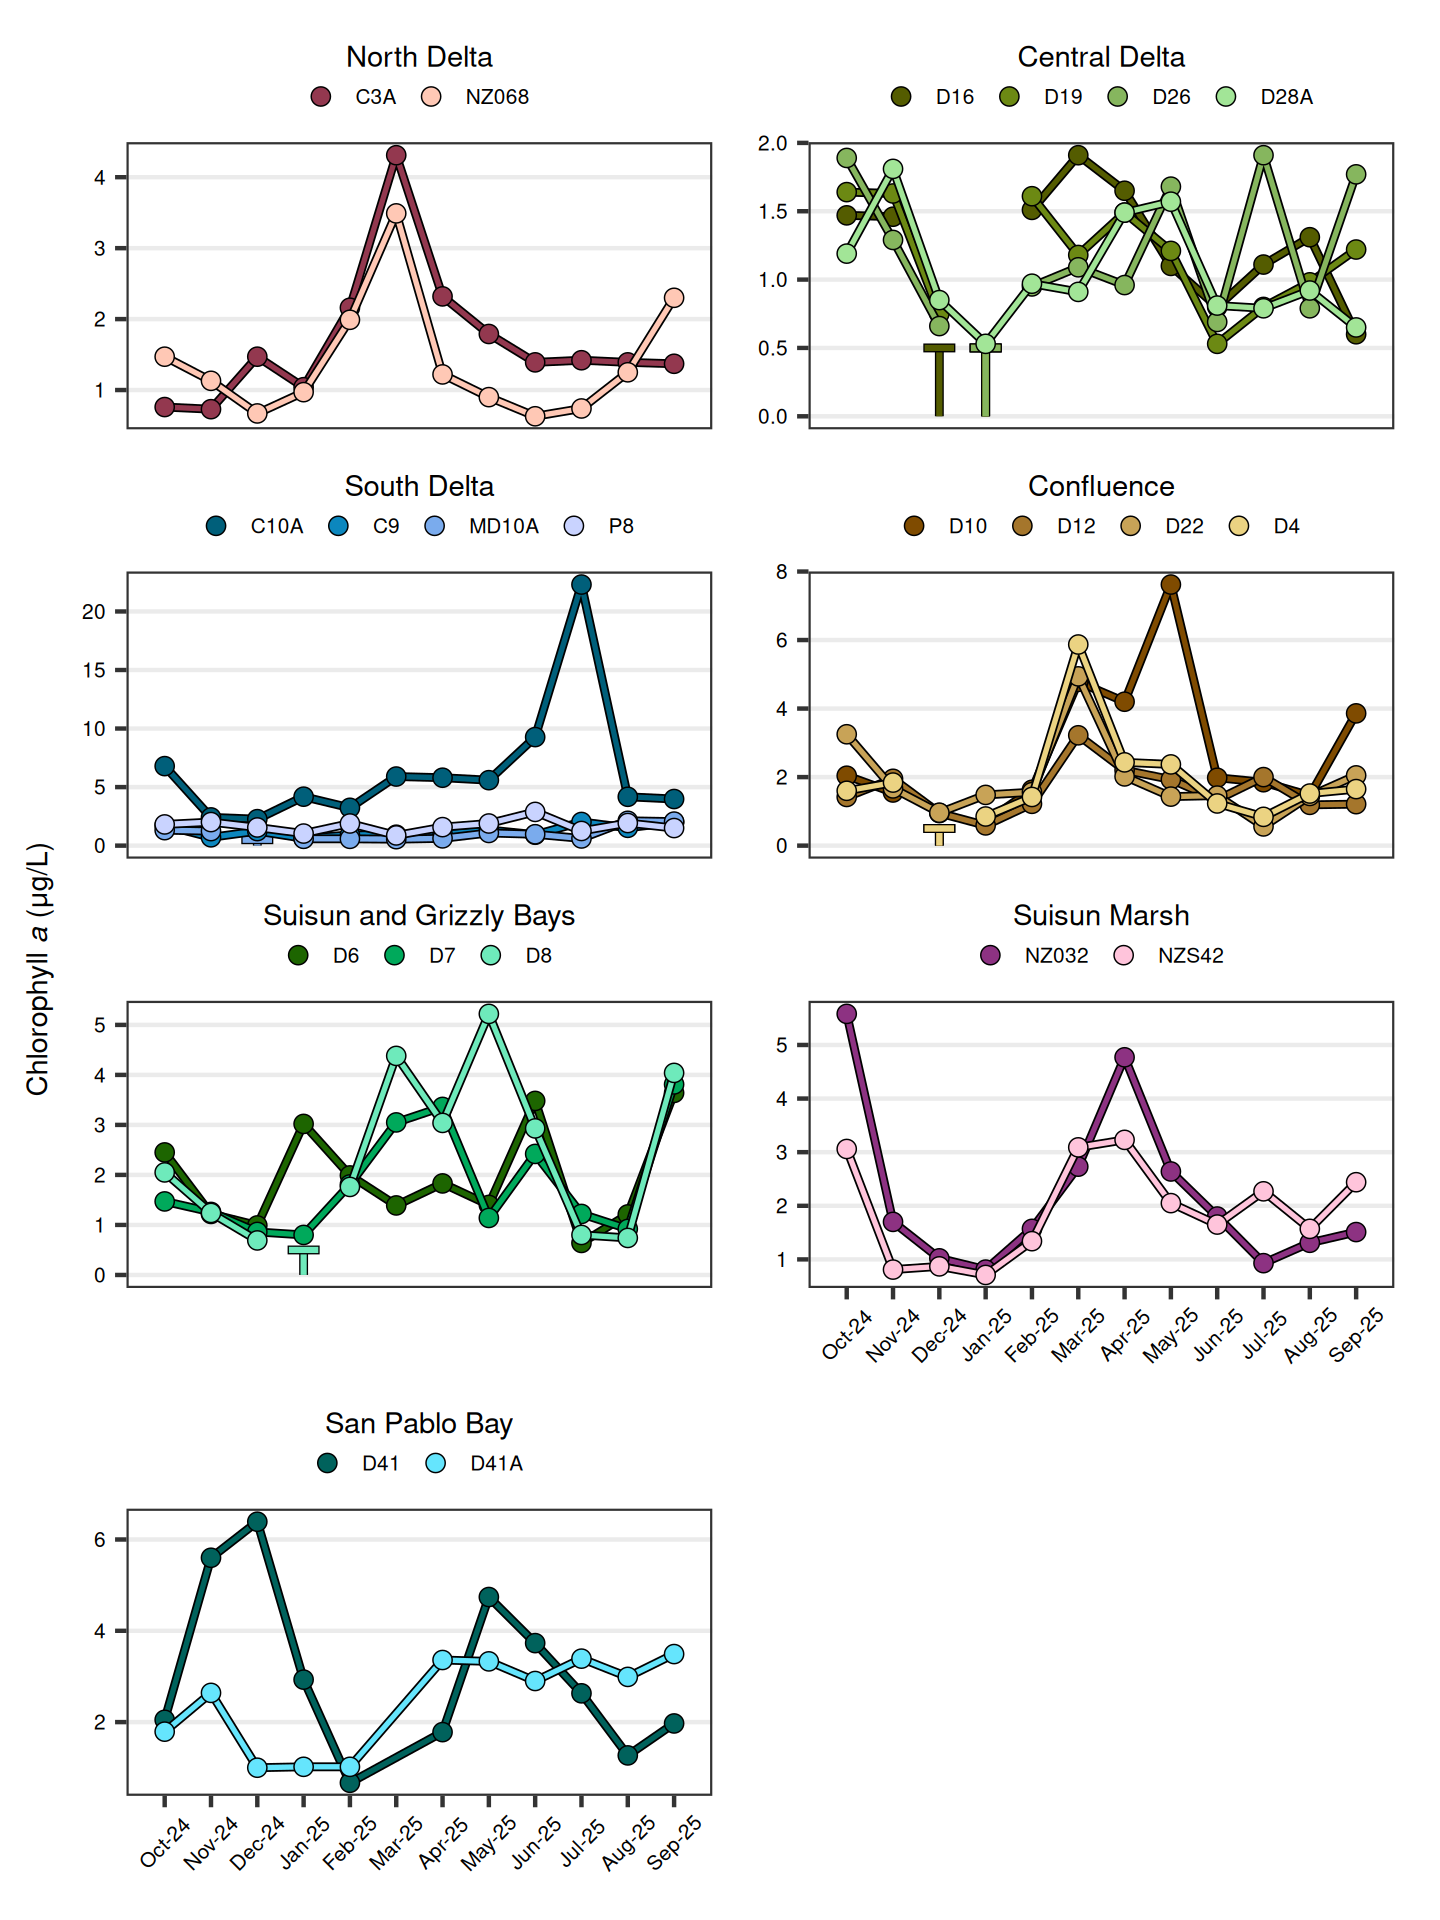 North Delta
C3A NZ068
4
3
2
1
Central Delta
D16 D19 D26 D28A
2.0
1.5
1.0
0.5
0.0
South Delta
C10A C9 MD10A P8
20
15
10
5
0
Confluence
D10 D12 D22 D4
8
6
4
2
0
Chlorophyll a (µg/L)
Suisun and Grizzly Bays
D6 D7 D8
5
4
3
2
1
0
Suisun Marsh
NZ032 NZS42
5
4
3
2
1
Oct-24 Nov-24 Dec-24 Jan-25 Feb-25 Mar-25 Apr-25 May-25 Jun-25 Jul-25 Aug-25 Sep-25
San Pablo Bay
D41 D41A
6
4
2
Oct-24 Nov-24 Dec-24 Jan-25 Feb-25 Mar-25 Apr-25 May-25 Jun-25 Jul-25 Aug-25 Sep-25